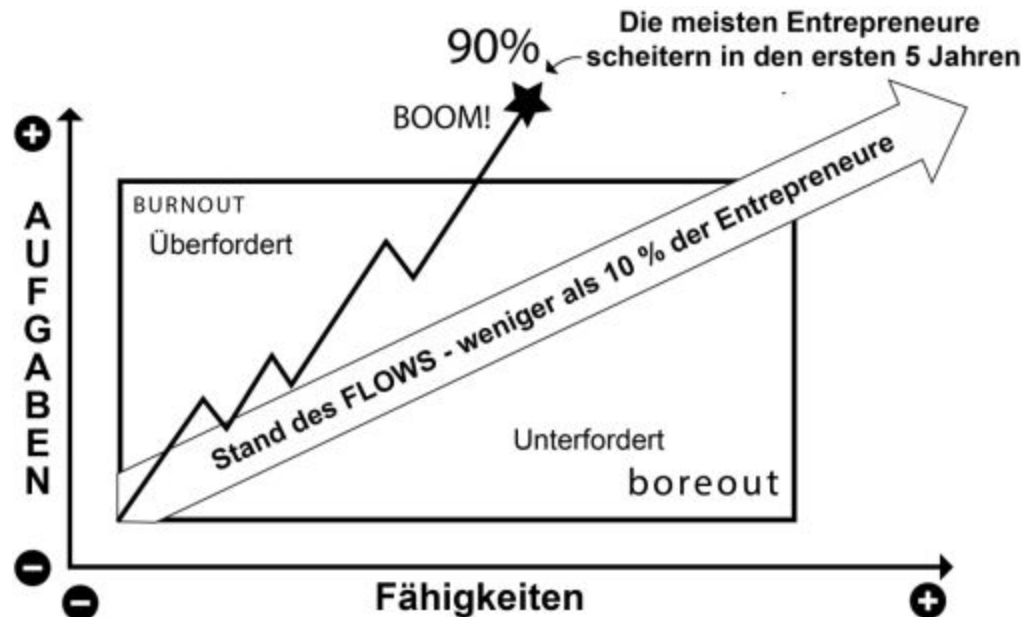 Die meisten Entrepreneure
90%
scheitern in den ersten 5 Jahren
BOOM!
+
AUFGABEN
BURNOUT
Überfordert
Stand des FLOWS - weniger als 10 % der Entrepreneure
Unterfordert
boreout
−
−
Fähigkeiten
+